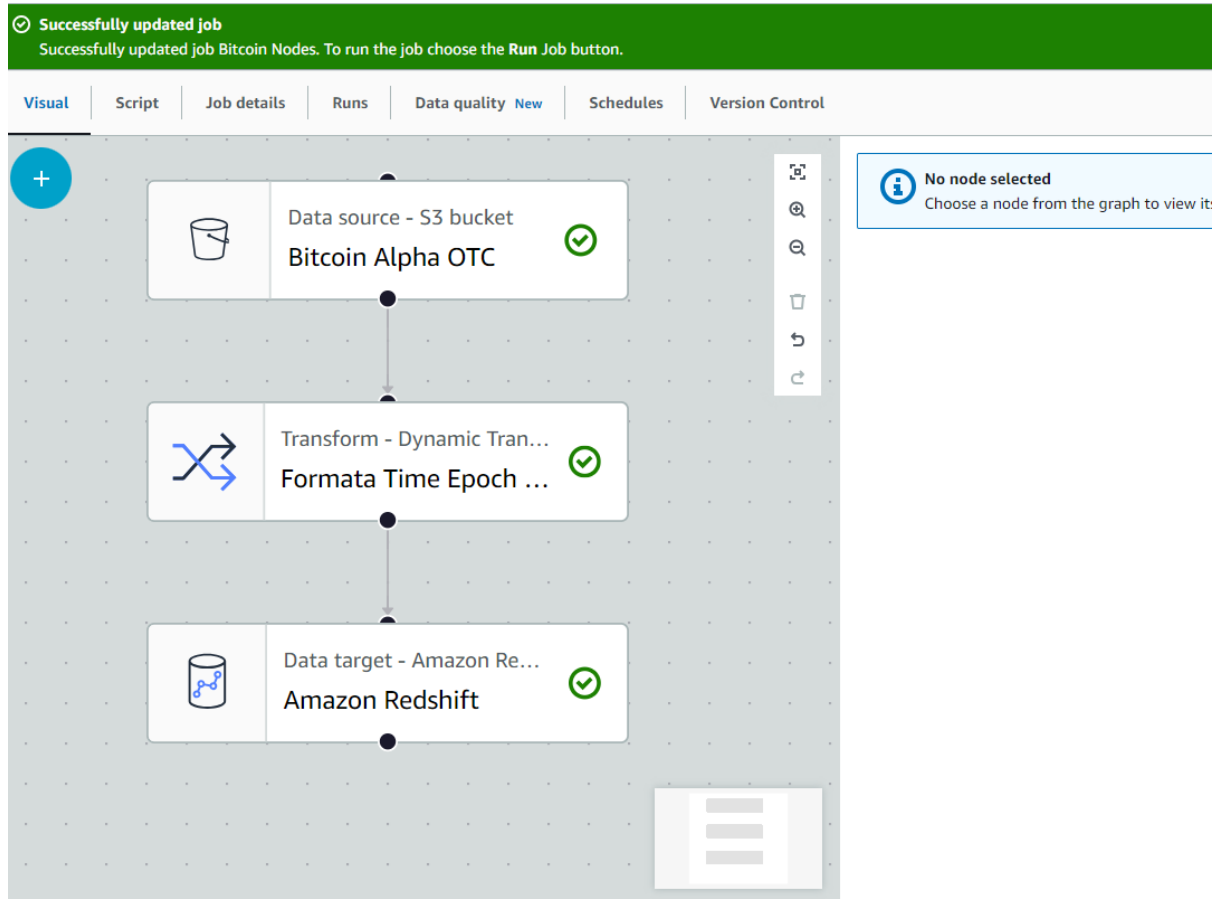 Successfully updated job
Successfully updated job Bitcoin Nodes. To run the job choose the Run Job button.
Visual Script Job details Runs Data quality New Schedules Version Control
+
No node selected
Choose a node from the graph to view its
Data source - S3 bucket
Bitcoin Alpha OTC
Transform - Dynamic Tran...
Formata Time Epoch ...
Data target - Amazon Re...
Amazon Redshift